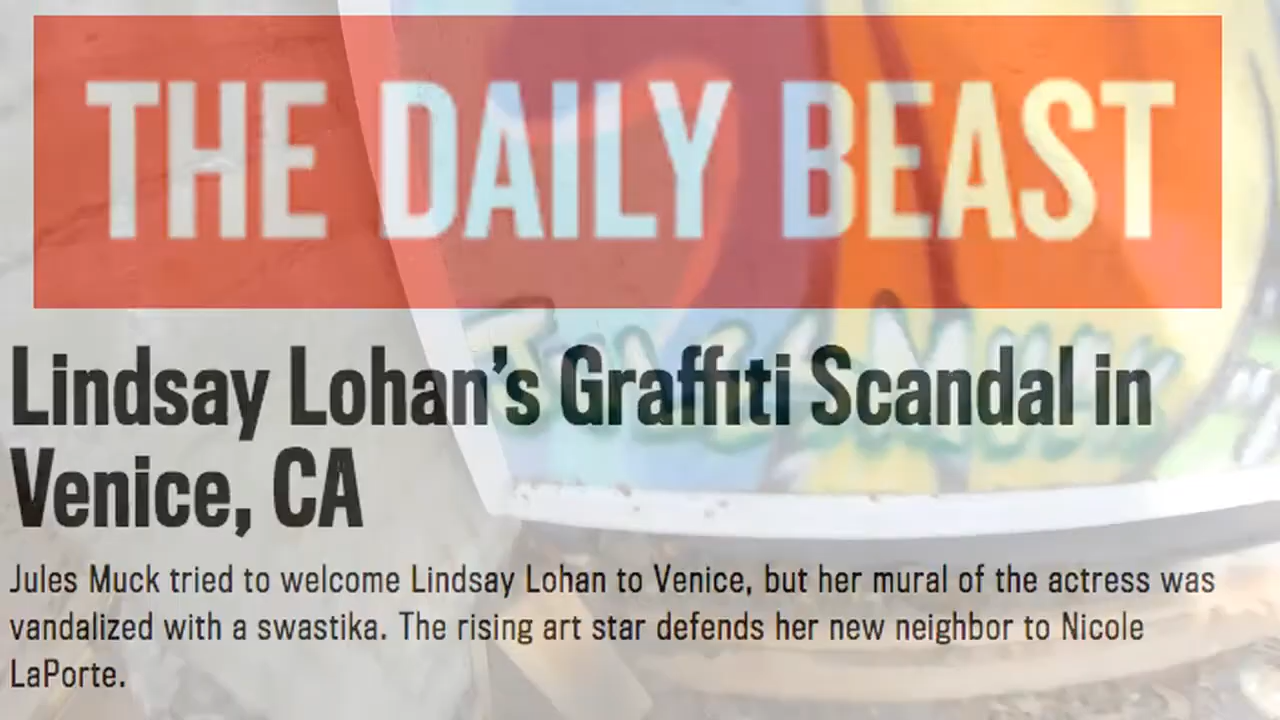 THE DAILY BEAST
Jules Muck
Lindsay Lohan's Graffiti Scandal in
Venice, CA
Jules Muck tried to welcome Lindsay Lohan to Venice, but her mural of the actress was
vandalized with a swastika. The rising art star defends her new neighbor to Nicole
LaPorte.